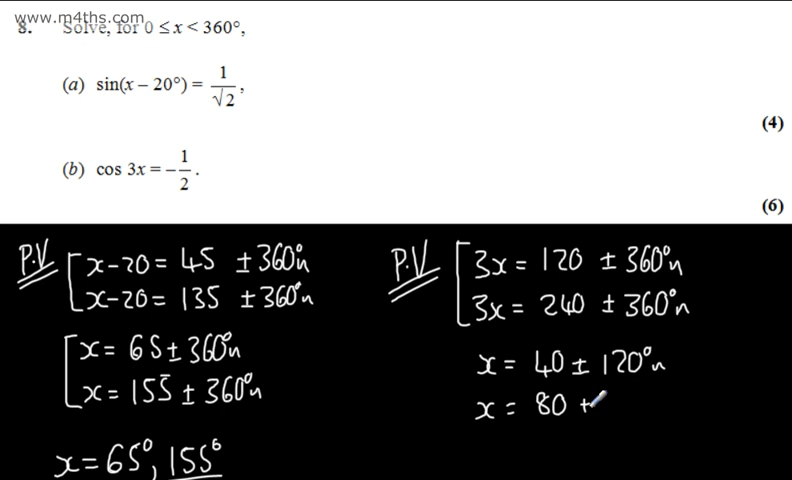 www.m4ths.com
8. Solve, for 0 ≤ x < 360°,
(a) sin(x – 20°) = 1/√2,
(4)
(b) cos 3x = –1/2.
(6)
P.V
x-20 = 45 ±360°n
x-20 = 135 ±360°n
x = 65 ± 360°n
x = 155 ± 360°n
x = 65°, 155°
P.V
3x = 120 ± 360°n
3x = 240 ± 360°n
x = 40 ± 120°n
x = 80 +